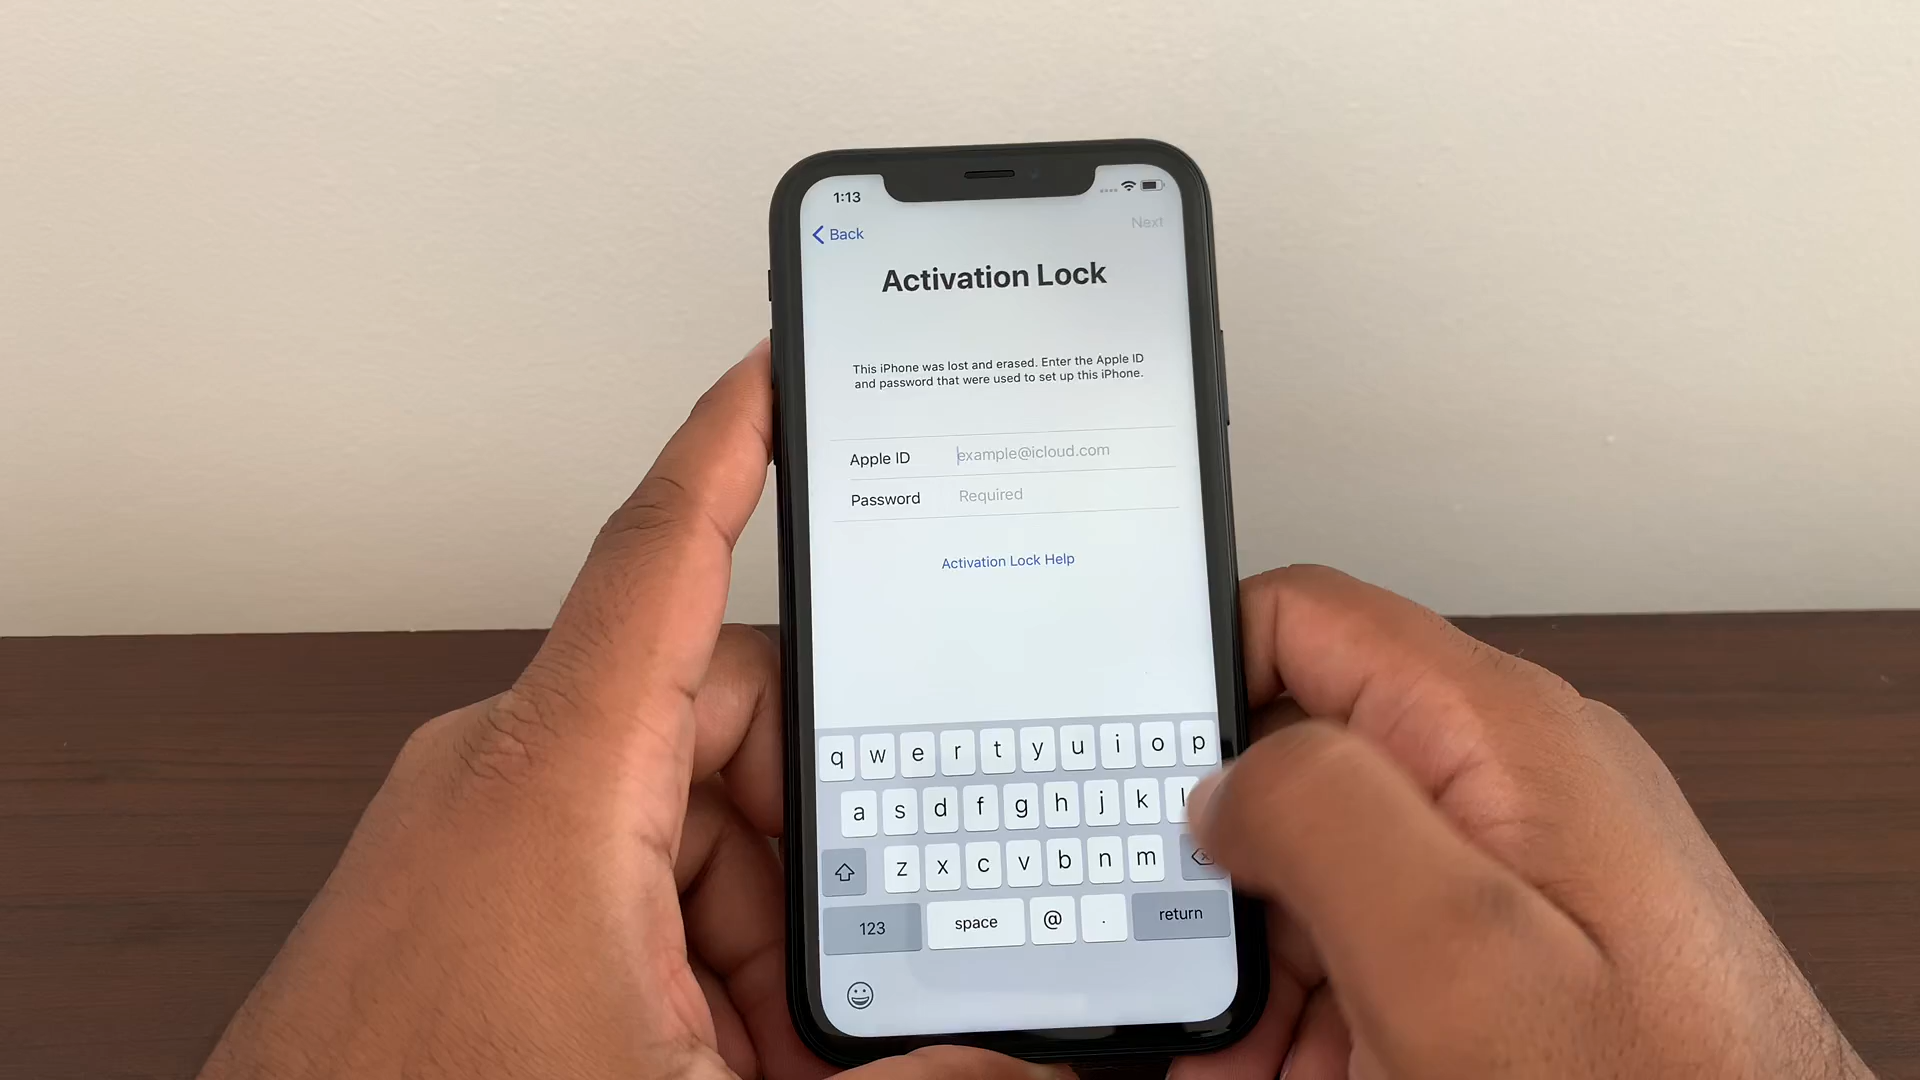 1:13
Back
Next
Activation Lock
This iPhone was lost and erased. Enter the Apple ID
and password that were used to set up this iPhone.
Apple ID example@icloud.com
Password Required
Activation Lock Help
q w e r t y u i o p
a s d f g h j k l
z x c v b n m
123 space @ . return